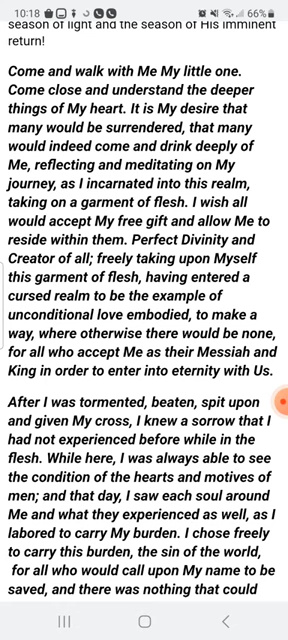 10:18
66%
season of light and the season of His imminent
return!
Come and walk with Me My little one.
Come close and understand the deeper
things of My heart. It is My desire that
many would be surrendered, that many
would indeed come and drink deeply of
Me, reflecting and meditating on My
journey, as I incarnated into this realm,
taking on a garment of flesh. I wish all
would accept My free gift and allow Me to
reside within them. Perfect Divinity and
Creator of all; freely taking upon Myself
this garment of flesh, having entered a
cursed realm to be the example of
unconditional love embodied, to make a
way, where otherwise there would be none,
for all who accept Me as their Messiah and
King in order to enter into eternity with Us.
After I was tormented, beaten, spit upon
and given My cross, I knew a sorrow that I
had not experienced before while in the
flesh. While here, I was always able to see
the condition of the hearts and motives of
men; and that day, I saw each soul around
Me and what they experienced as well, as I
labored to carry My burden. I chose freely
to carry this burden, the sin of the world,
for all who would call upon My name to be
saved, and there was nothing that could